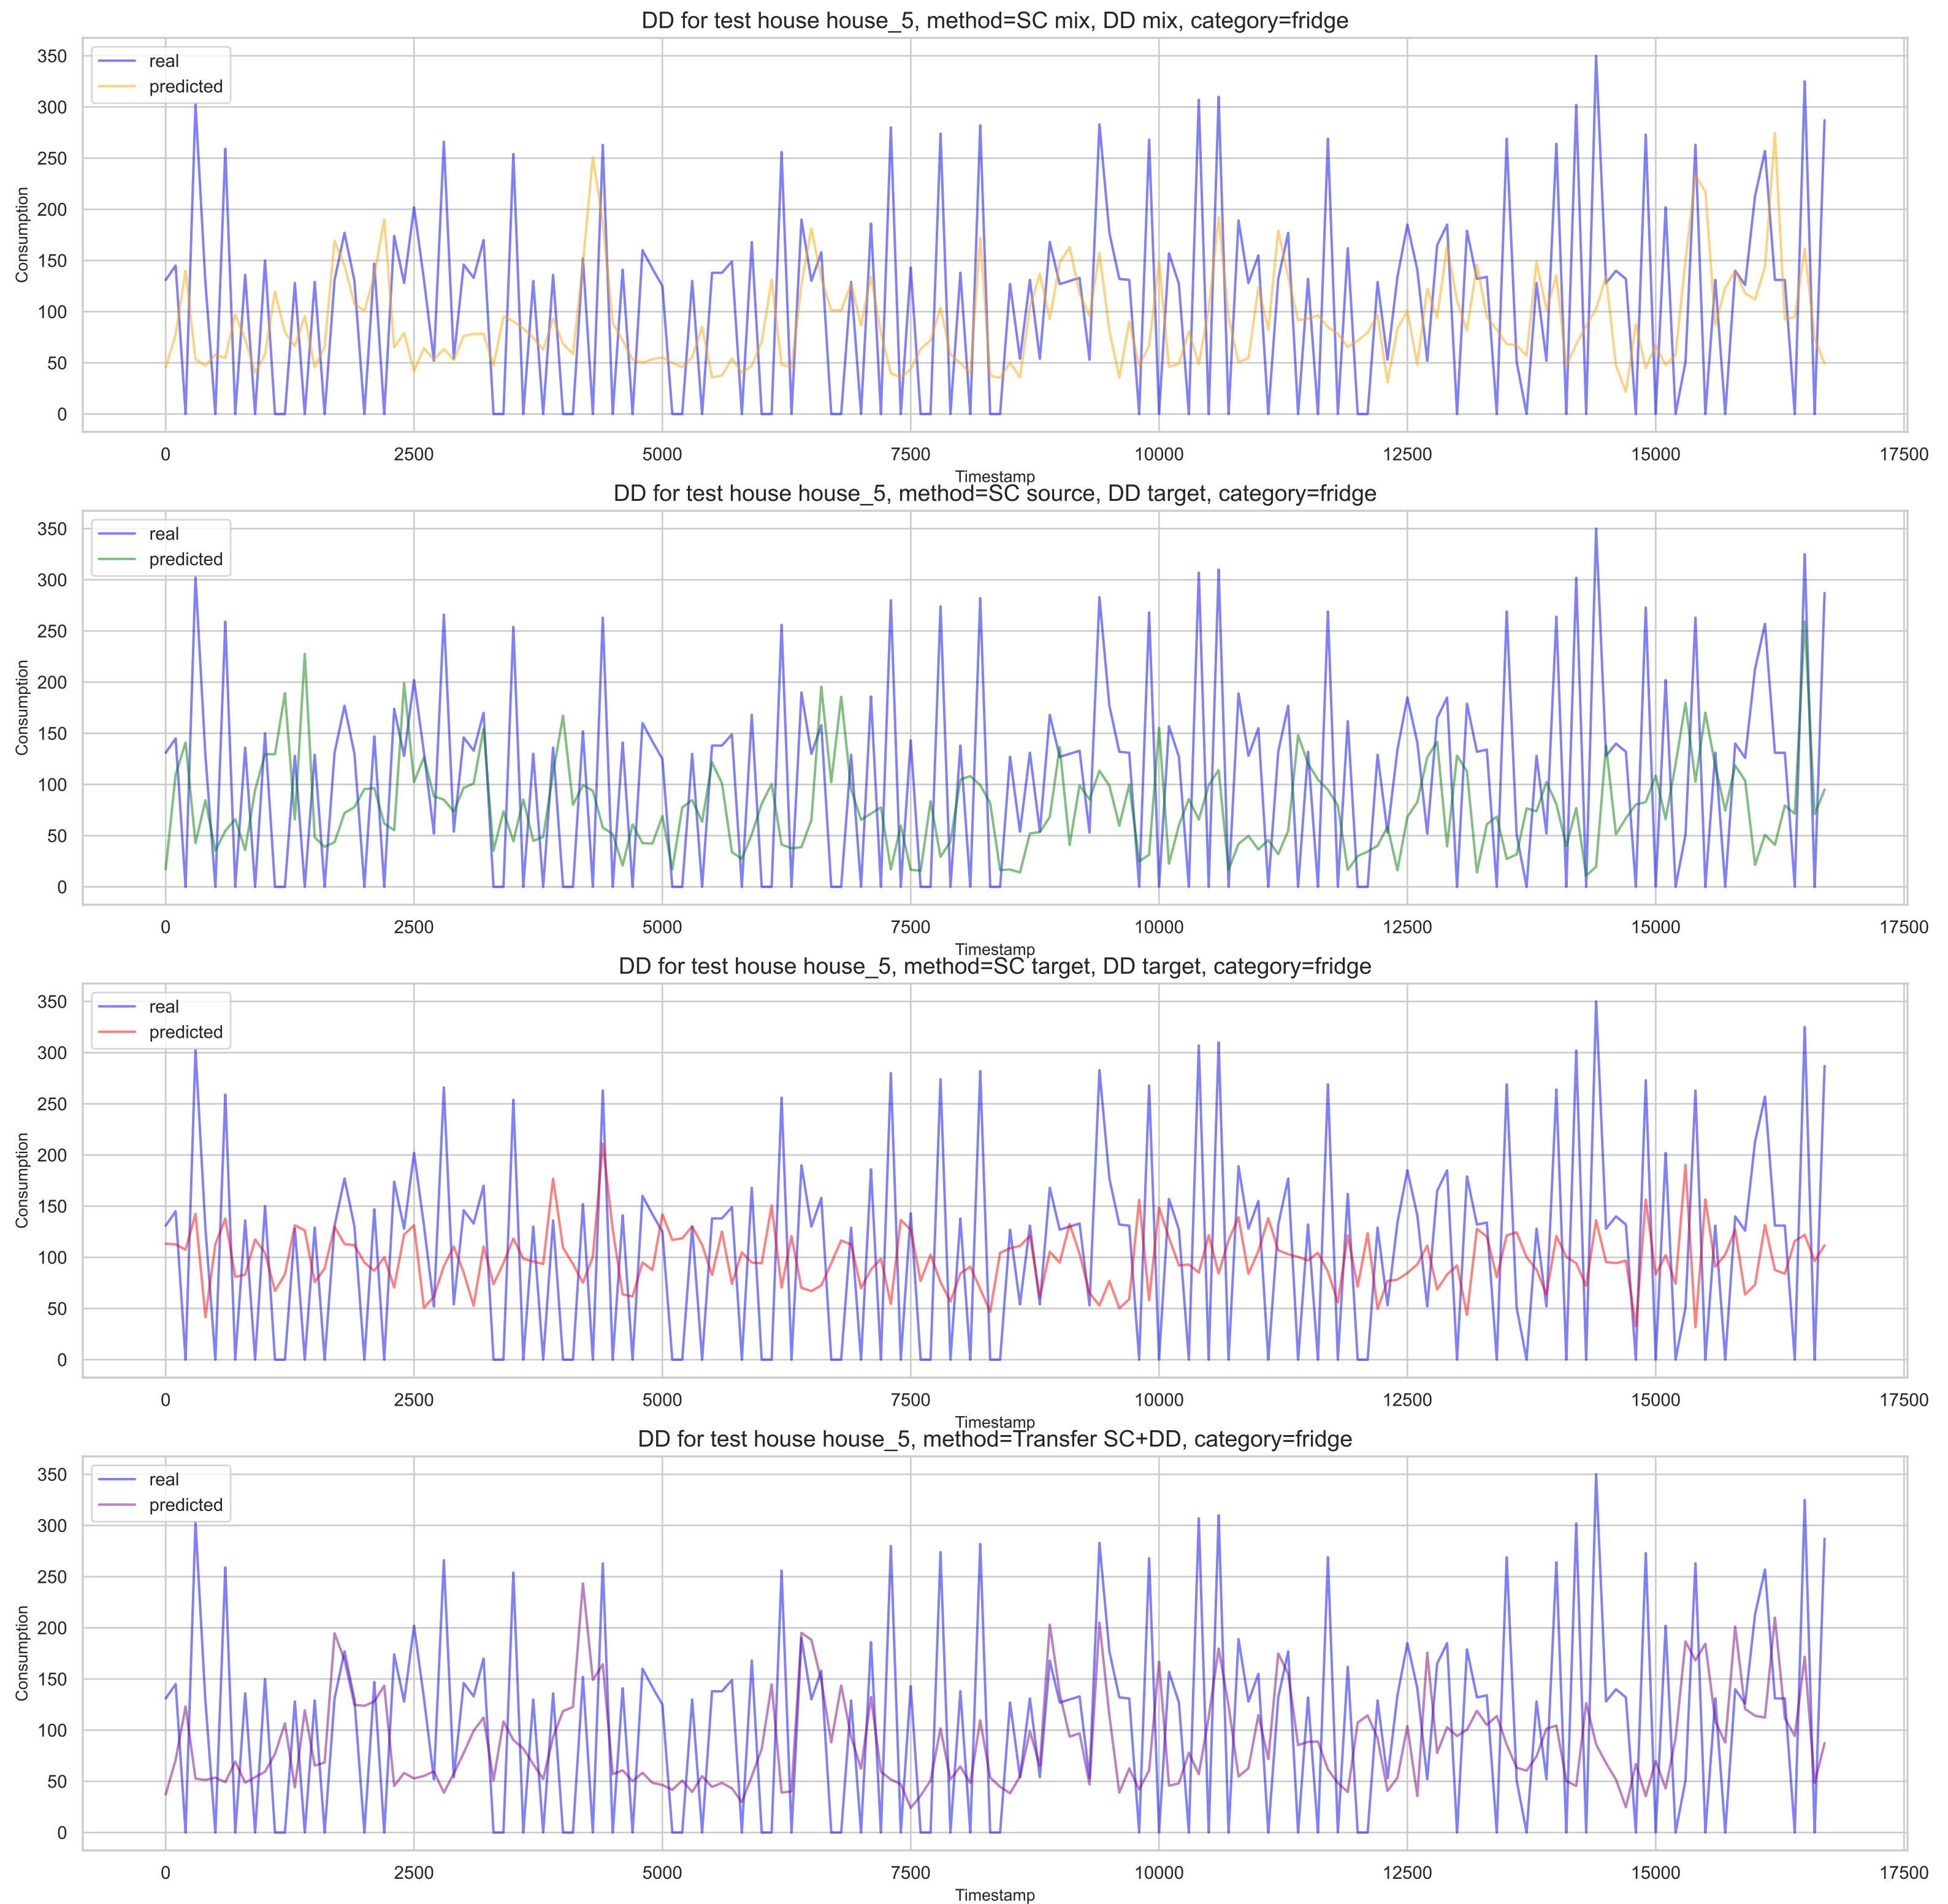 DD for test house house_5, method=SC mix, DD mix, category=fridge
real
predicted
350
300
250
200
150
100
50
0
Consumption
0 2500 5000 7500 10000 12500 15000 17500
Timestamp
DD for test house house_5, method=SC source, DD target, category=fridge
real
predicted
350
300
250
200
150
100
50
0
Consumption
0 2500 5000 7500 10000 12500 15000 17500
Timestamp
DD for test house house_5, method=SC target, DD target, category=fridge
real
predicted
350
300
250
200
150
100
50
0
Consumption
0 2500 5000 7500 10000 12500 15000 17500
Timestamp
DD for test house house_5, method=Transfer SC+DD, category=fridge
real
predicted
350
300
250
200
150
100
50
0
Consumption
0 2500 5000 7500 10000 12500 15000 17500
Timestamp